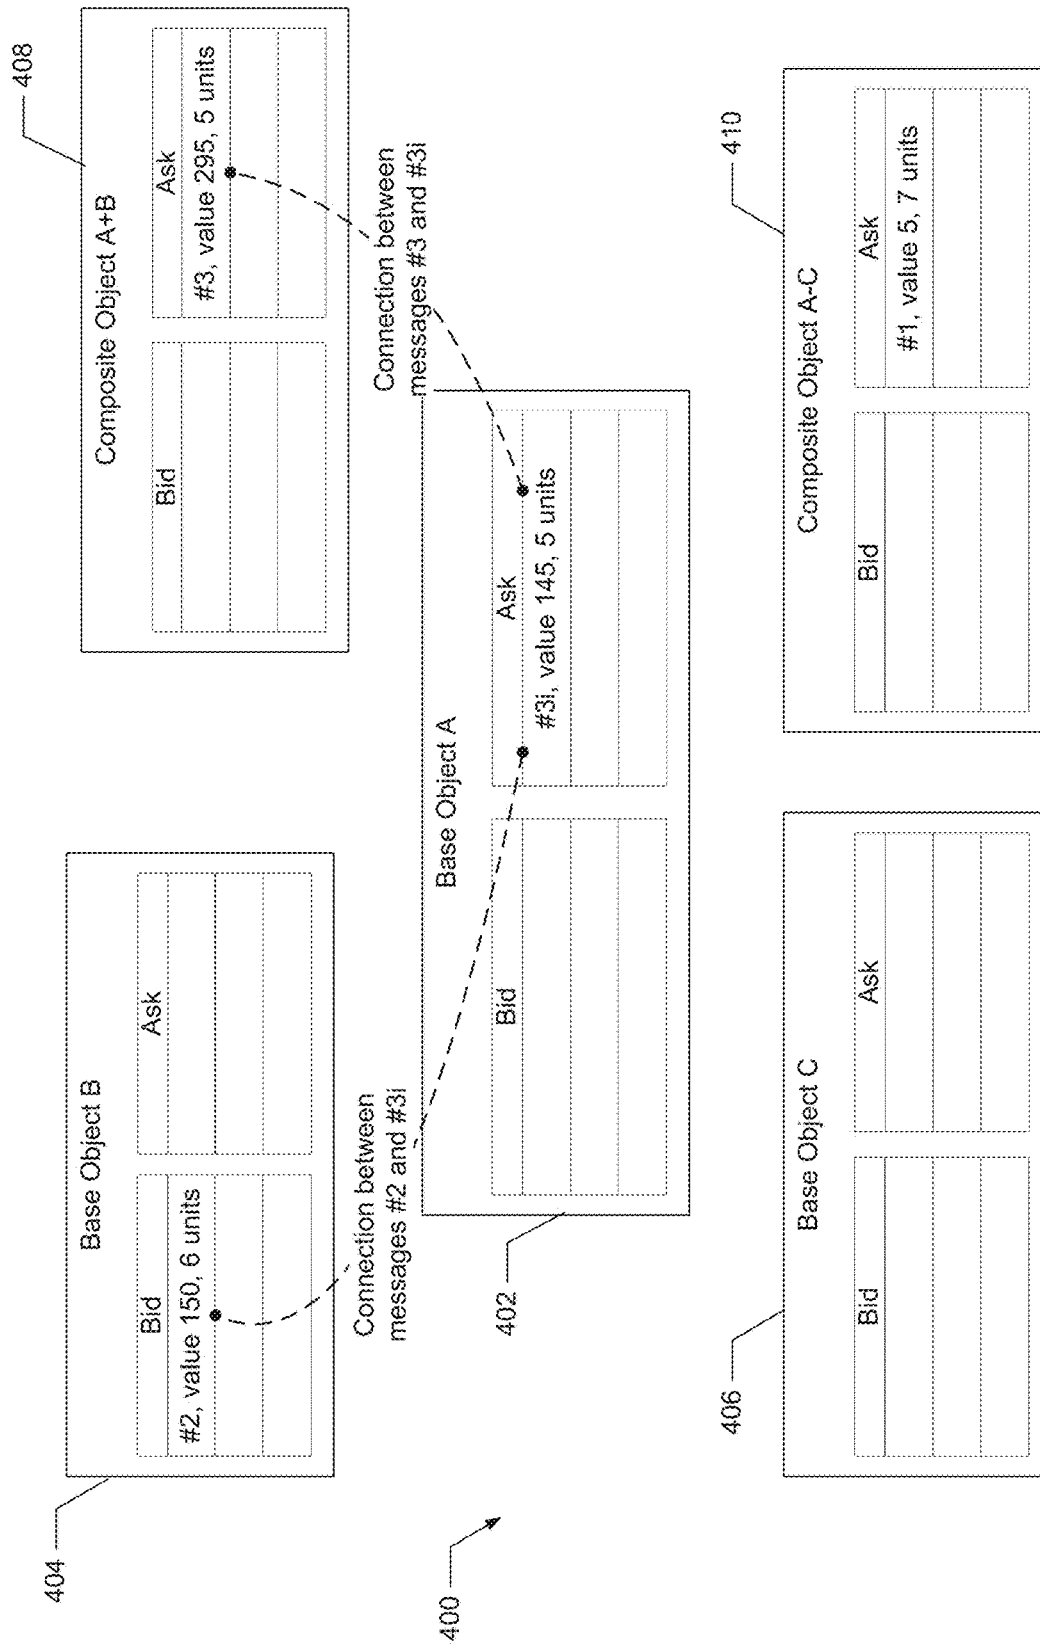 404
Base Object B
Bid
Ask
#2, value 150, 6 units
408
Composite Object A+B
Bid
Ask
#3, value 295, 5 units
Connection between
messages #2 and #3i
Connection between
messages #3 and #3i
400
402
Base Object A
Bid
Ask
#3i, value 145, 5 units
406
Base Object C
Bid
Ask
410
Composite Object A-C
Bid
Ask
#1, value 5, 7 units